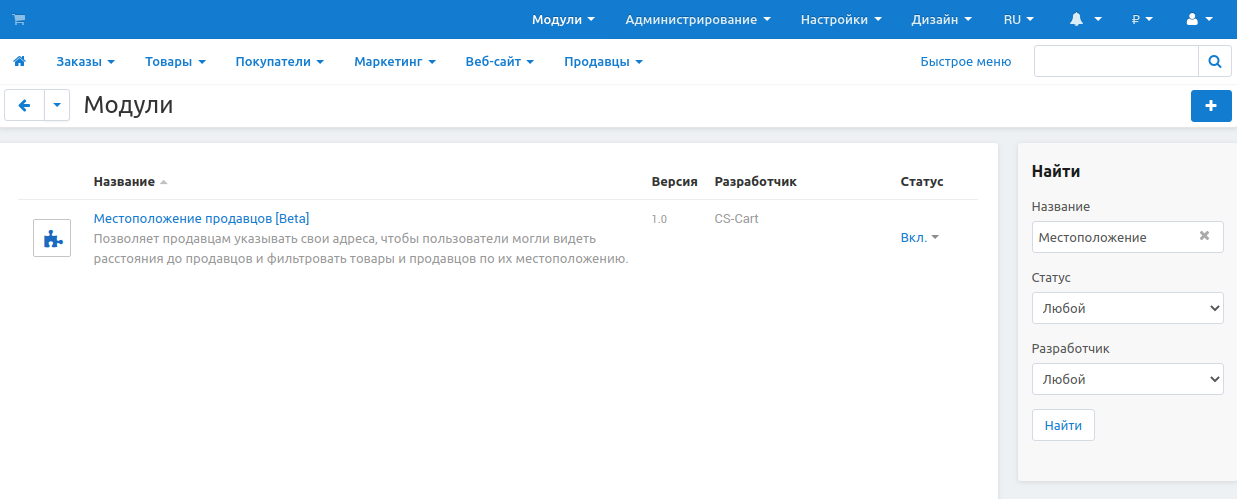 Модули Администрирование Настройки Дизайн RU ₽
Заказы Товары Покупатели Маркетинг Веб-сайт Продавцы Быстрое меню
Модули
Название Версия Разработчик Статус
Местоположение продавцов [Beta] 1.0 CS-Cart
Позволяет продавцам указывать свои адреса, чтобы пользователи могли видеть
расстояния до продавцов и фильтровать товары и продавцов по их местоположению.
Вкл.
Найти
Название
Местоположение
Статус
Любой
Разработчик
Любой
Найти